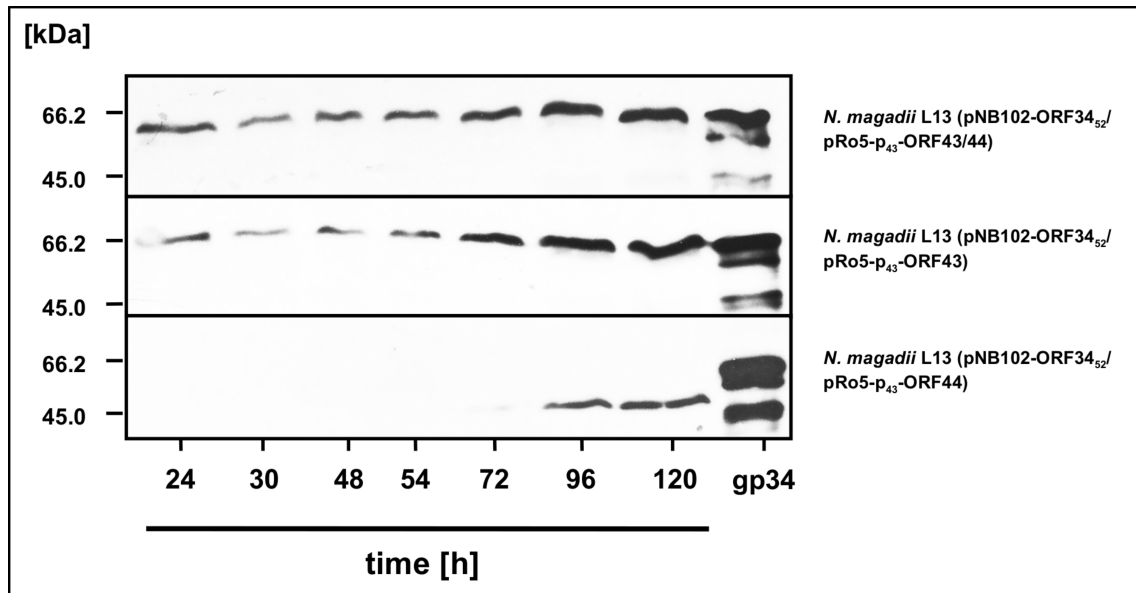 [kDa]
66.2
45.0
N. magadii L13 (pNB102-ORF34₅₂/
pRo5-p₄₃-ORF43/44)
66.2
45.0
N. magadii L13 (pNB102-ORF34₅₂/
pRo5-p₄₃-ORF43)
66.2
45.0
N. magadii L13 (pNB102-ORF34₅₂/
pRo5-p₄₃-ORF44)
24 30 48 54 72 96 120 gp34
time [h]